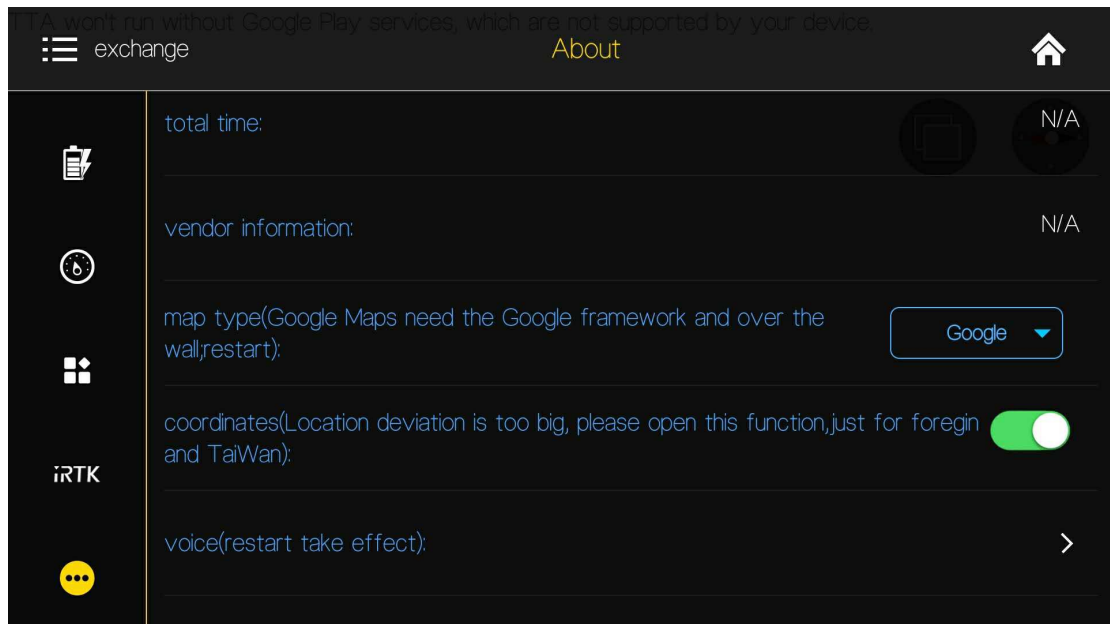 TTA won't run without Google Play services, which are not supported by your device.
exchange
About
total time:
N/A
vendor information:
N/A
map type(Google Maps need the Google framework and over the
wall;restart):
Google
coordinates(Location deviation is too big, please open this function,just for foregin
and TaiWan):
iRTK
voice(restart take effect):